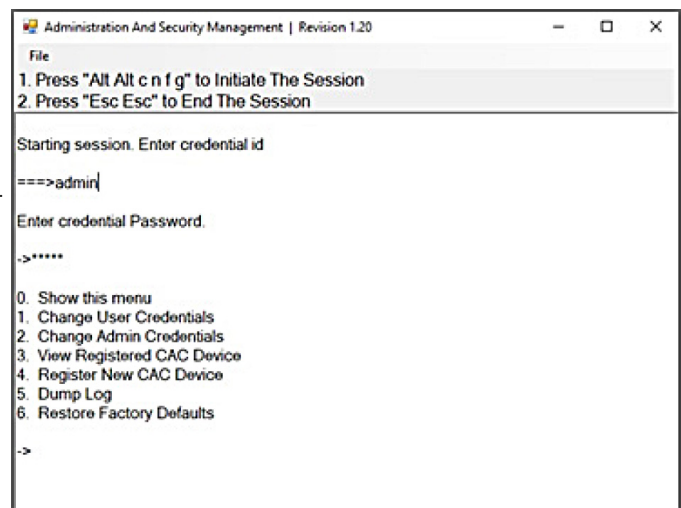 Administration And Security Management | Revision 1.20
File
1. Press "Alt Alt c n f g" to Initiate The Session
2. Press "Esc Esc" to End The Session
Starting session. Enter credential id
===>admin
Enter credential Password.
->*****
0. Show this menu
1. Change User Credentials
2. Change Admin Credentials
3. View Registered CAC Device
4. Register New CAC Device
5. Dump Log
6. Restore Factory Defaults
->